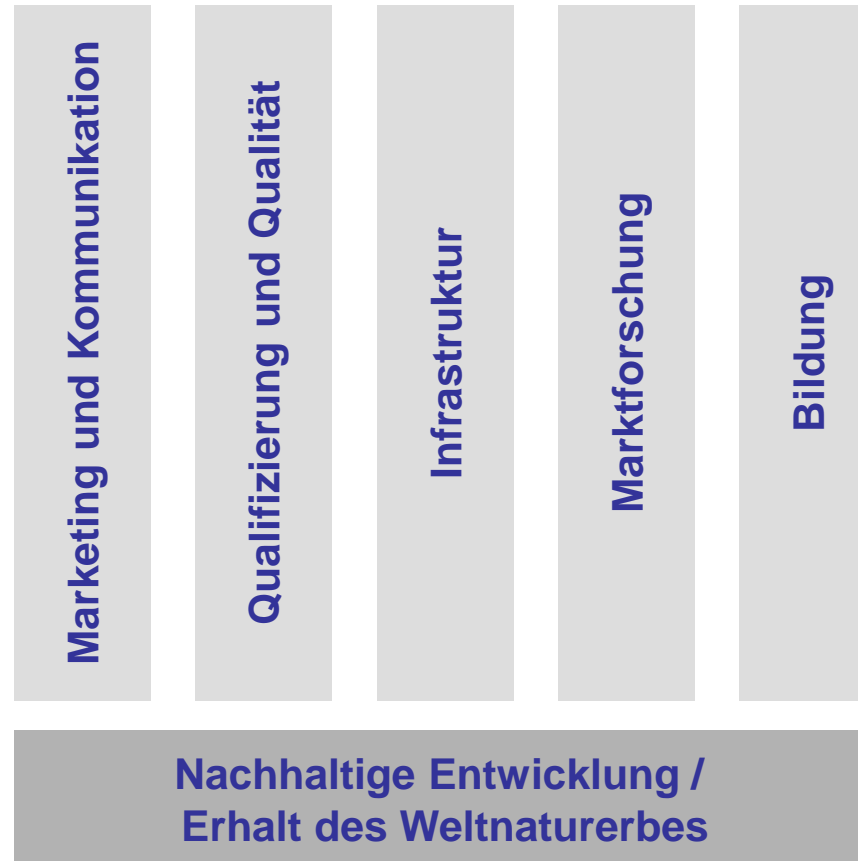 Marketing und Kommunikation
Qualifizierung und Qualität
Infrastruktur
Marktforschung
Bildung
Nachhaltige Entwicklung /
Erhalt des Weltnaturerbes